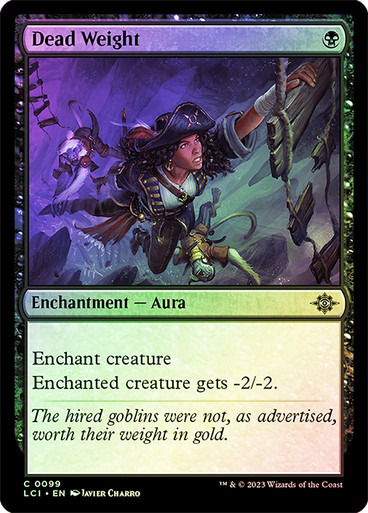 Dead Weight
Enchantment — Aura
Enchant creature
Enchanted creature gets -2/-2.
The hired goblins were not, as advertised,
worth their weight in gold.
C 0099
LCI • EN Javier Charro
™ & © 2023 Wizards of the Coast